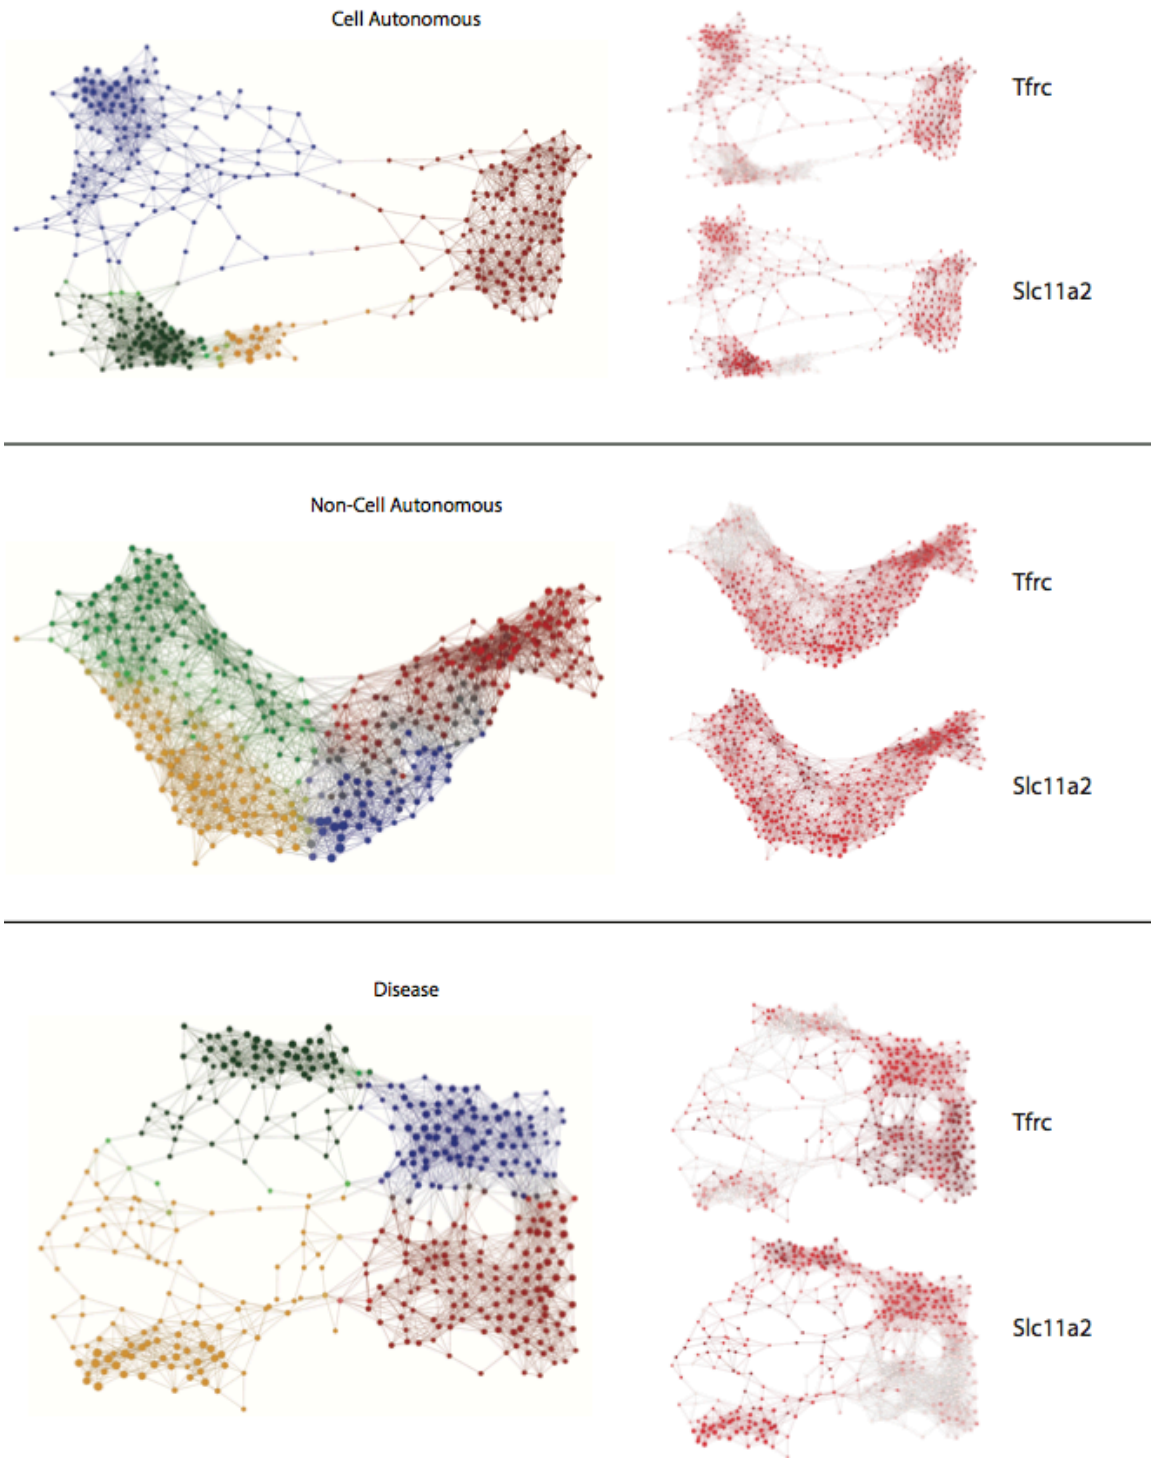 Cell Autonomous
Tfrc
Slc11a2
Non-Cell Autonomous
Tfrc
Slc11a2
Disease
Tfrc
Slc11a2